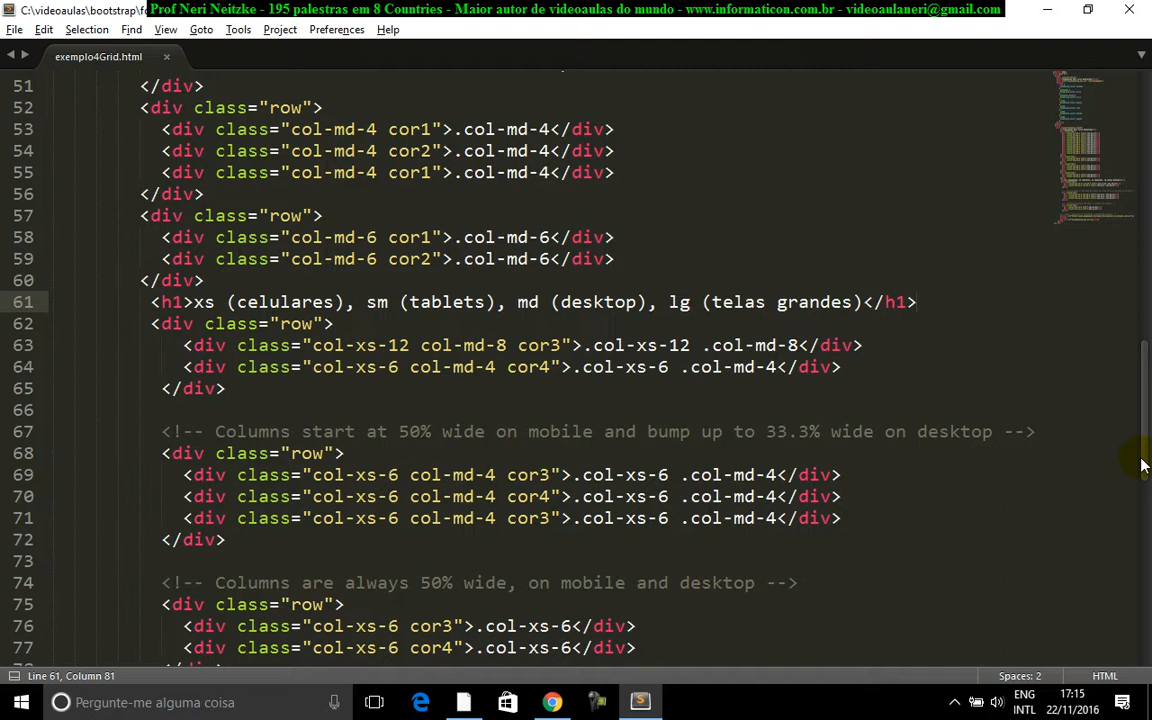 C:\videoaulas\bootstrap\fo
Prof Neri Neitzke - 195 palestras em 8 Countries - Maior autor de videoaulas do mundo - www.informaticon.com.br - videoaulaneri@gmail.com
File Edit Selection Find View Goto Tools Project Preferences Help
exemplo4Grid.html ×
51 </div>
52 <div class="row">
53 <div class="col-md-4 cor1">.col-md-4</div>
54 <div class="col-md-4 cor2">.col-md-4</div>
55 <div class="col-md-4 cor1">.col-md-4</div>
56 </div>
57 <div class="row">
58 <div class="col-md-6 cor1">.col-md-6</div>
59 <div class="col-md-6 cor2">.col-md-6</div>
60 </div>
61 <h1>xs (celulares), sm (tablets), md (desktop), lg (telas grandes)</h1>
62 <div class="row">
63 <div class="col-xs-12 col-md-8 cor3">.col-xs-12 .col-md-8</div>
64 <div class="col-xs-6 col-md-4 cor4">.col-xs-6 .col-md-4</div>
65 </div>
66
67 <!-- Columns start at 50% wide on mobile and bump up to 33.3% wide on desktop -->
68 <div class="row">
69 <div class="col-xs-6 col-md-4 cor3">.col-xs-6 .col-md-4</div>
70 <div class="col-xs-6 col-md-4 cor4">.col-xs-6 .col-md-4</div>
71 <div class="col-xs-6 col-md-4 cor3">.col-xs-6 .col-md-4</div>
72 </div>
73
74 <!-- Columns are always 50% wide, on mobile and desktop -->
75 <div class="row">
76 <div class="col-xs-6 cor3">.col-xs-6</div>
77 <div class="col-xs-6 cor4">.col-xs-6</div>
Line 61, Column 81 Spaces: 2 HTML
Pergunte-me alguma coisa ENG INTL 17:15 22/11/2016